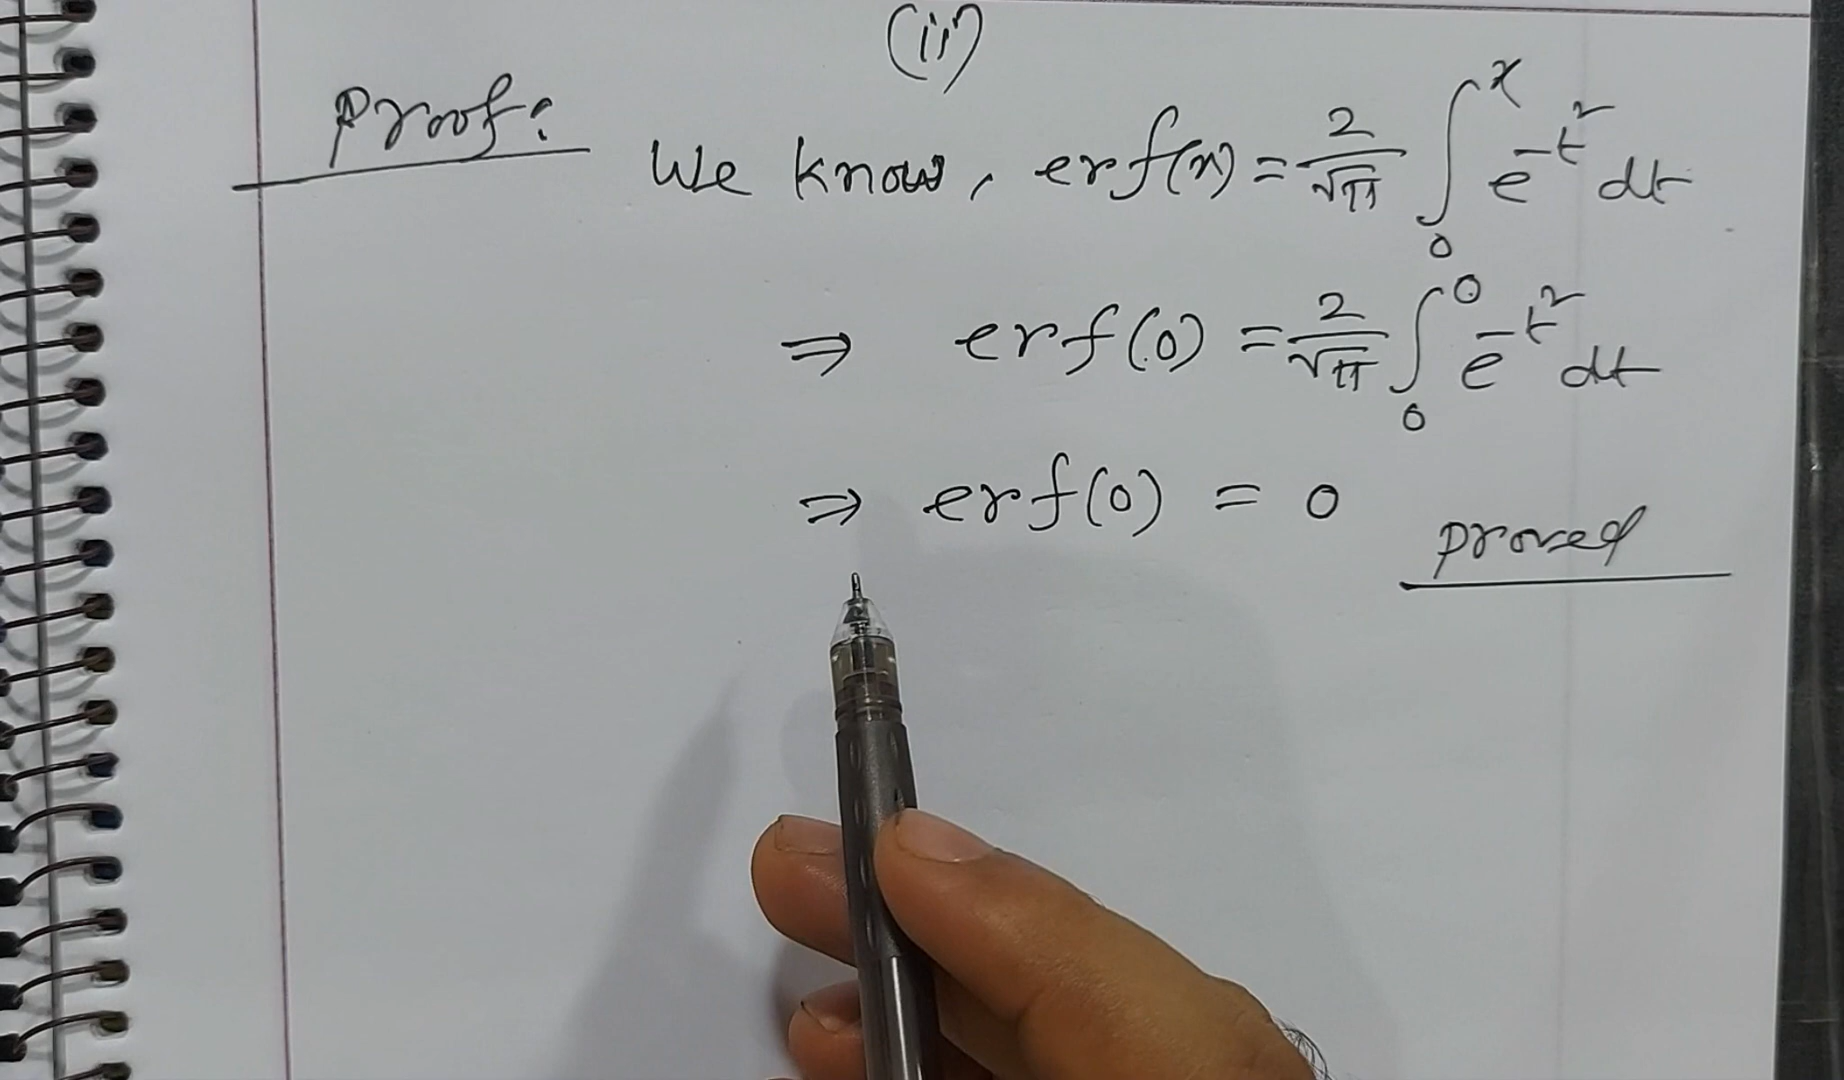 (ii)
Proof: We know, erf(x) = 2/√π ∫₀ˣ e^-t² dt
⇒ erf(0) = 2/√π ∫₀⁰ e^-t² dt
⇒ erf(0) = 0 proved